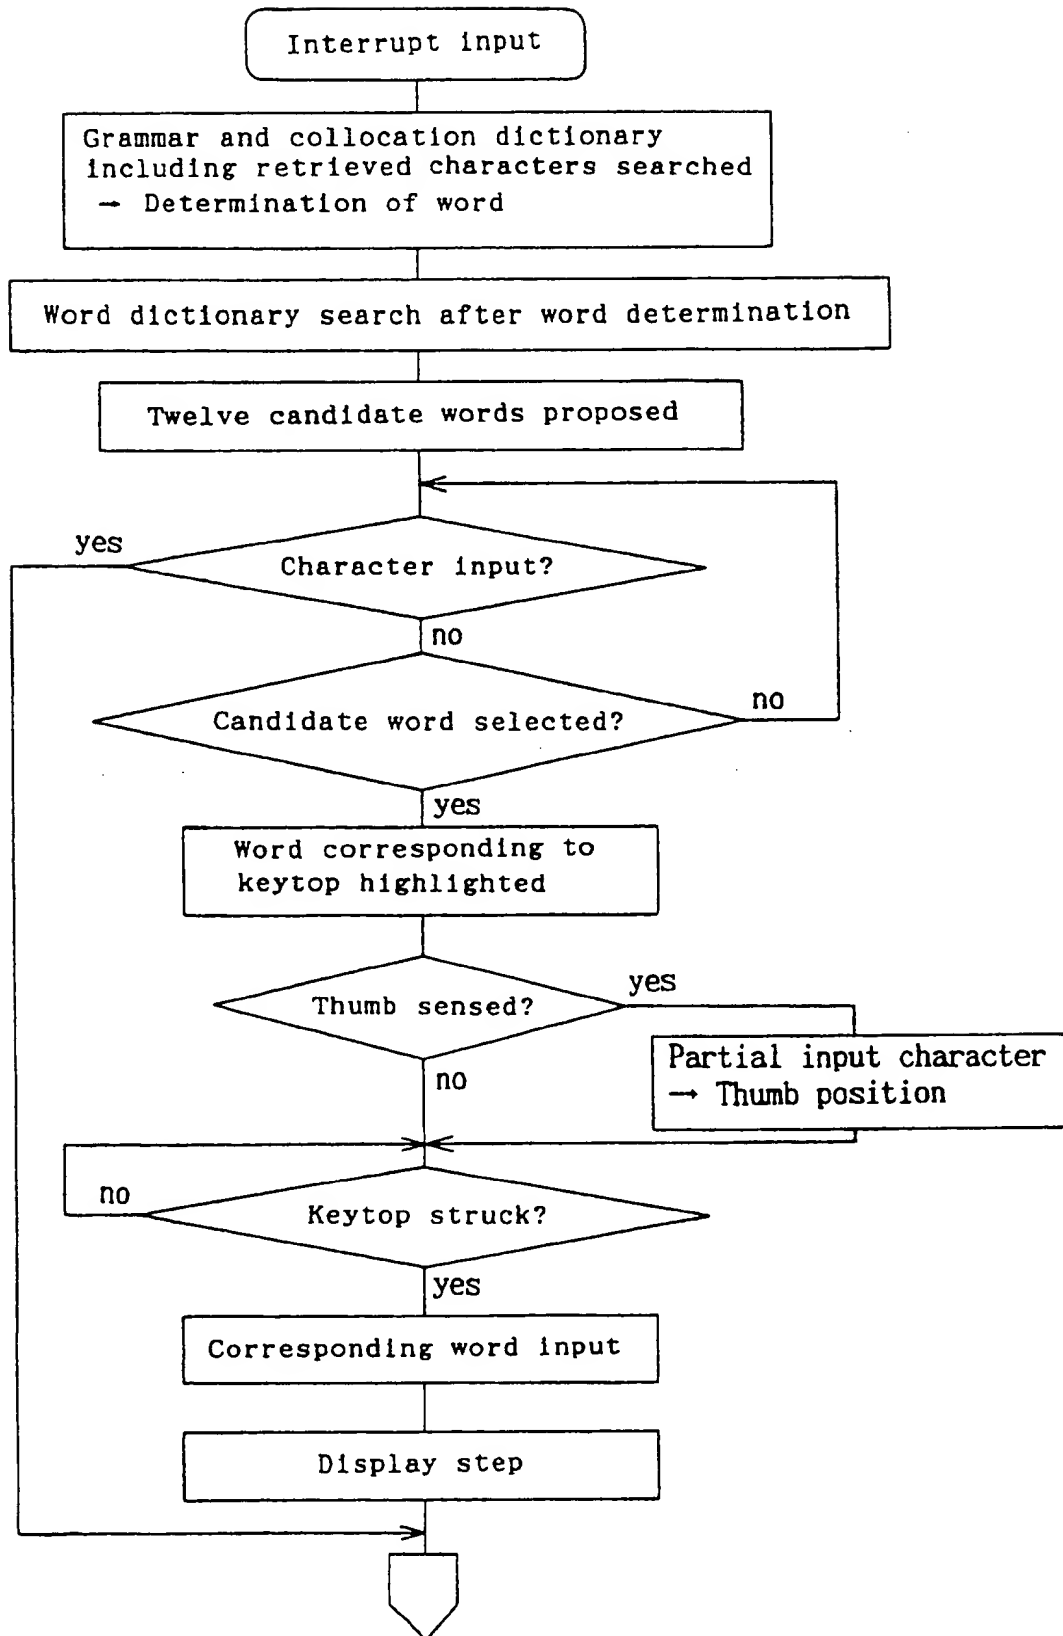 Interrupt input
Grammar and collocation dictionary
including retrieved characters searched
→ Determination of word
Word dictionary search after word determination
Twelve candidate words proposed
yes
Character input?
no
Candidate word selected?
no
yes
Word corresponding to
keytop highlighted
Thumb sensed?
yes
Partial input character
→ Thumb position
no
no
Keytop struck?
yes
Corresponding word input
Display step